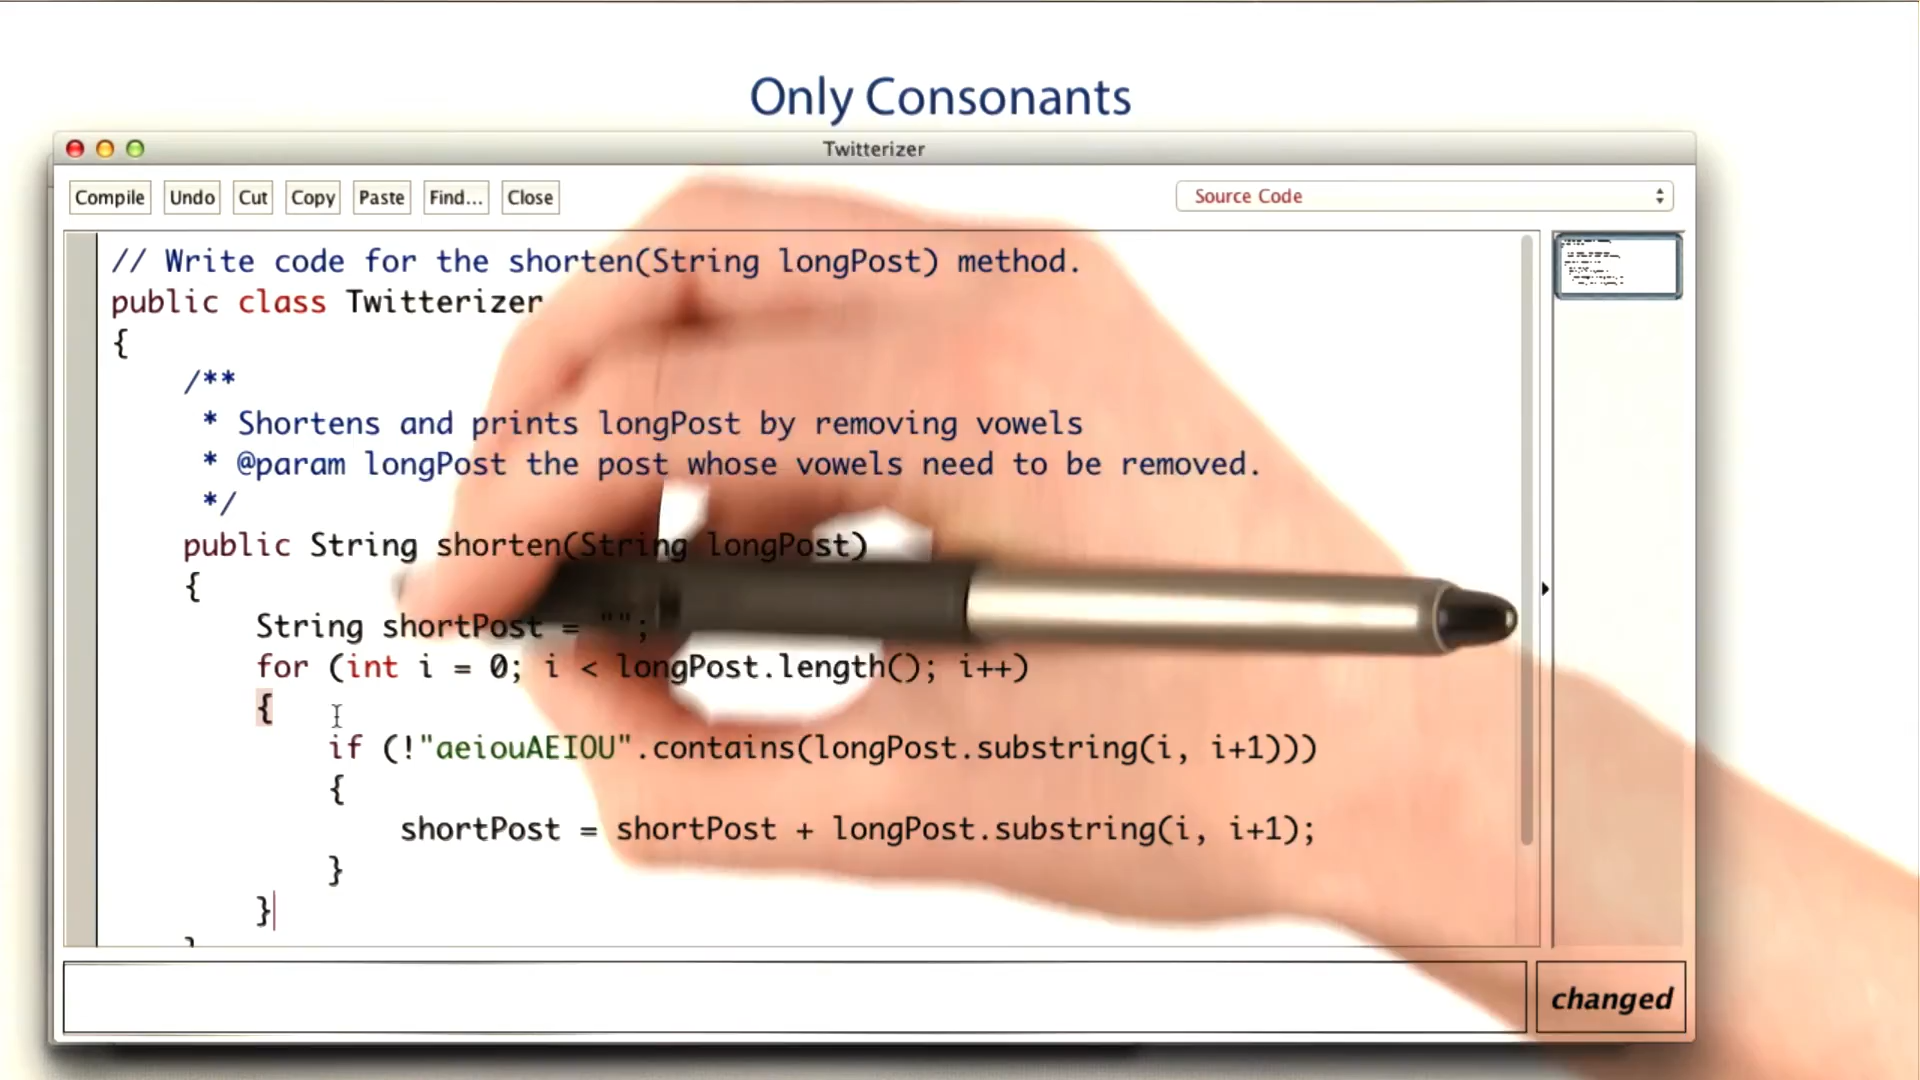 Only Consonants
Twitterizer
Compile Undo Cut Copy Paste Find... Close Source Code
// Write code for the shorten(String longPost) method.
public class Twitterizer
{
/**
* Shortens and prints longPost by removing vowels
* @param longPost the post whose vowels need to be removed.
*/
public String shorten(String longPost)
{
String shortPost = "";
for (int i = 0; i < longPost.length(); i++)
{
if (!"aeiouAEIOU".contains(longPost.substring(i, i+1)))
{
shortPost = shortPost + longPost.substring(i, i+1);
}
}
}
changed